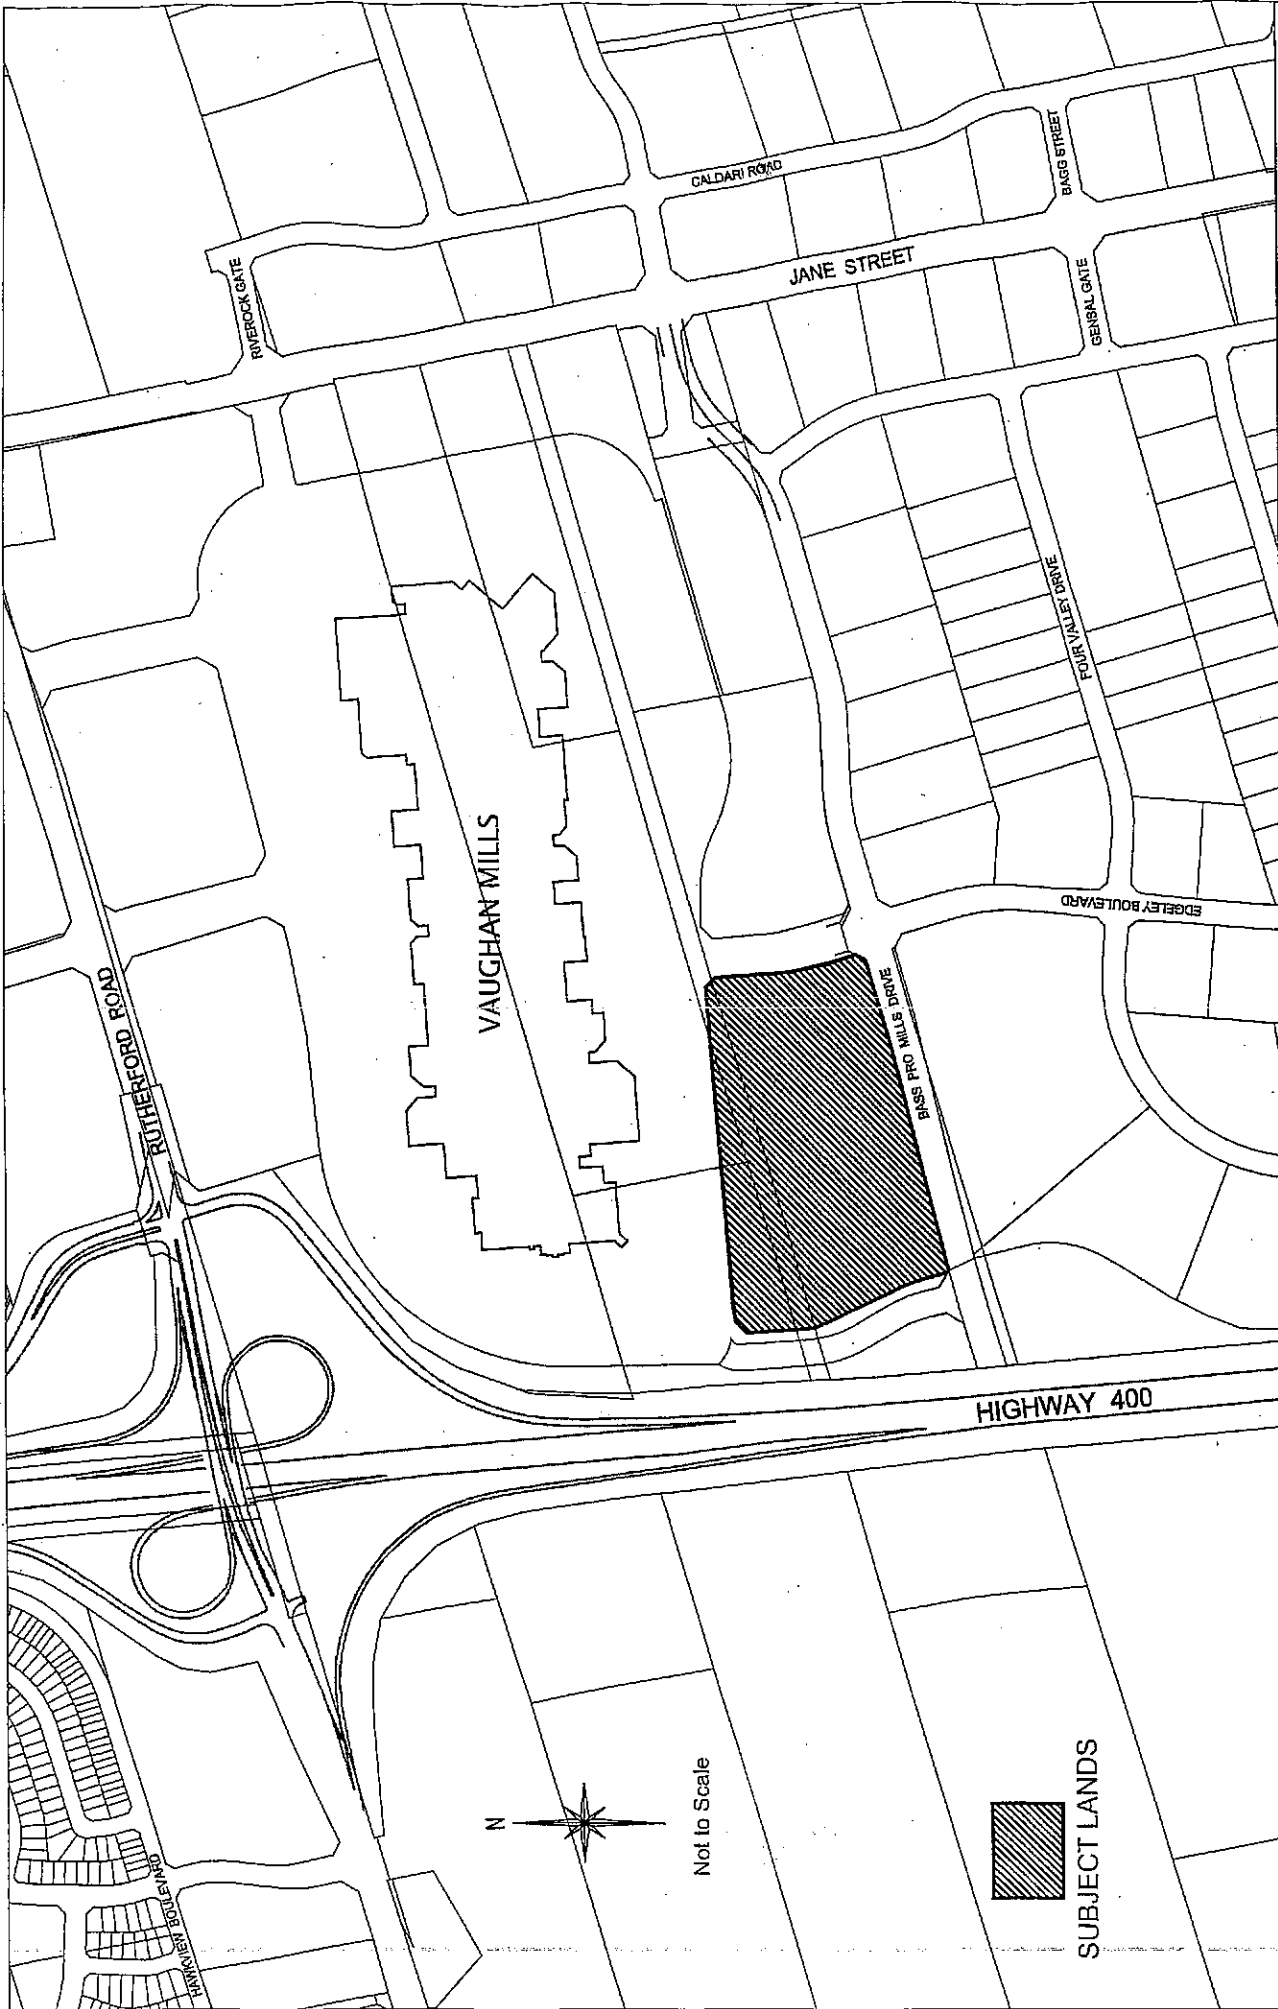 HAWKVIEW BOULEVARD
RUTHERFORD ROAD
VAUGHAN MILLS
RIVEROCK GATE
CALDARI ROAD
JANE STREET
BAGG STREET
GENSAL GATE
FOUR VALLEY DRIVE
EDGELEY BOULEVARD
BASS PRO MILLS DRIVE
HIGHWAY 400
N
Not to Scale
SUBJECT LANDS